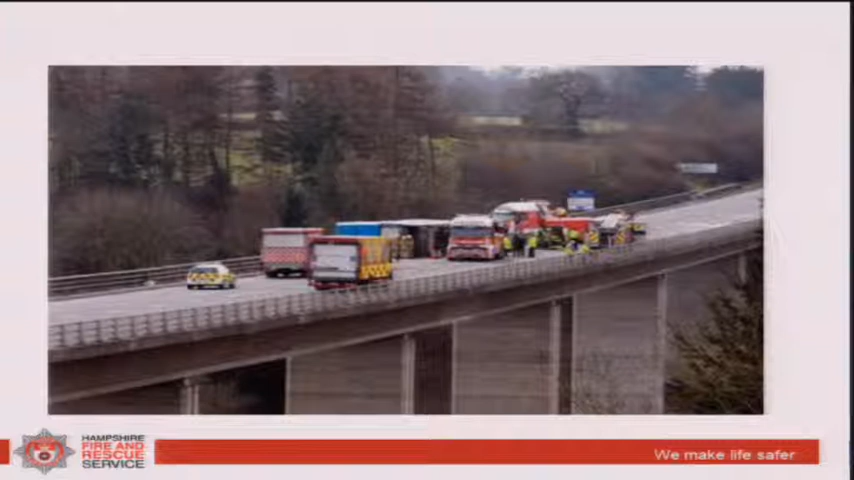 HAMPSHIRE
FIRE AND
RESCUE
SERVICE
We make life safer